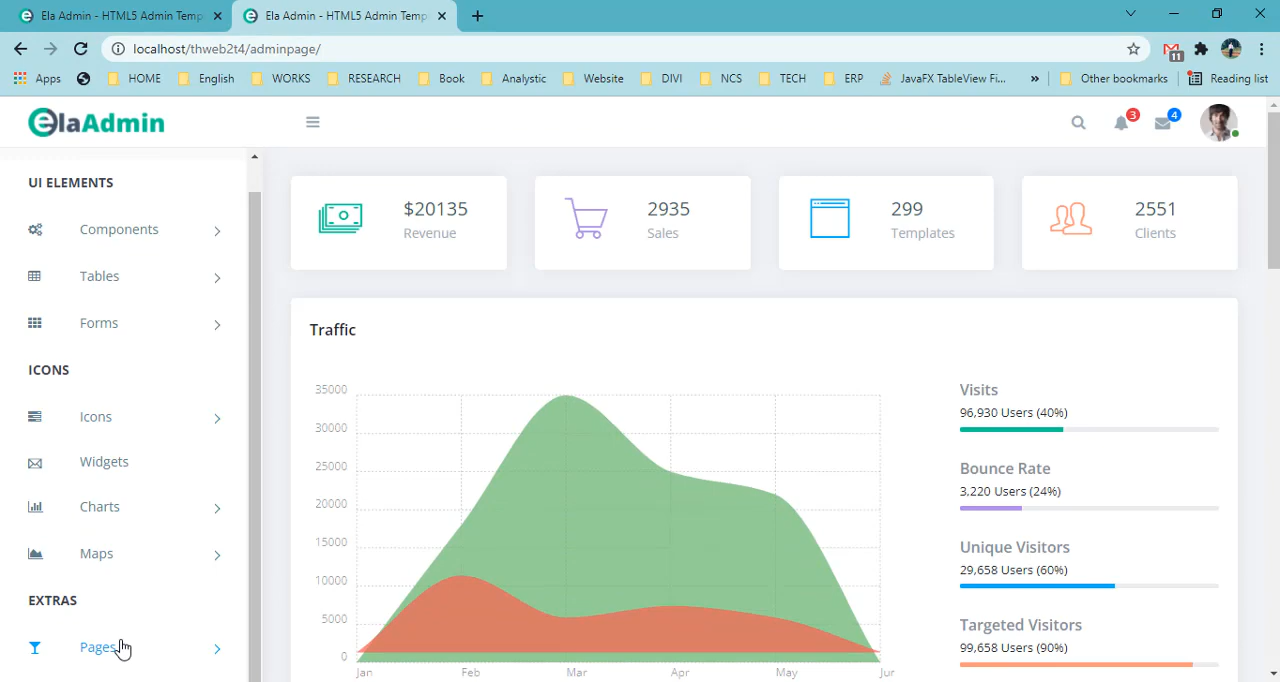 Ela Admin - HTML5 Admin Temp
Ela Admin - HTML5 Admin Temp
localhost/thweb2t4/adminpage/
11
Apps
HOME
English
WORKS
RESEARCH
Book
Analystic
Website
DIVI
NCS
TECH
ERP
JavaFX TableView Fi...
»
Other bookmarks
Reading list
elaAdmin
3
4
UI ELEMENTS
Components
Tables
Forms
ICONS
Icons
Widgets
Charts
Maps
EXTRAS
Pages
$20135
Revenue
2935
Sales
299
Templates
2551
Clients
Traffic
35000
30000
25000
20000
15000
10000
5000
0
Jan
Feb
Mar
Apr
May
Jur
Visits
96,930 Users (40%)
Bounce Rate
3,220 Users (24%)
Unique Visitors
29,658 Users (60%)
Targeted Visitors
99,658 Users (90%)